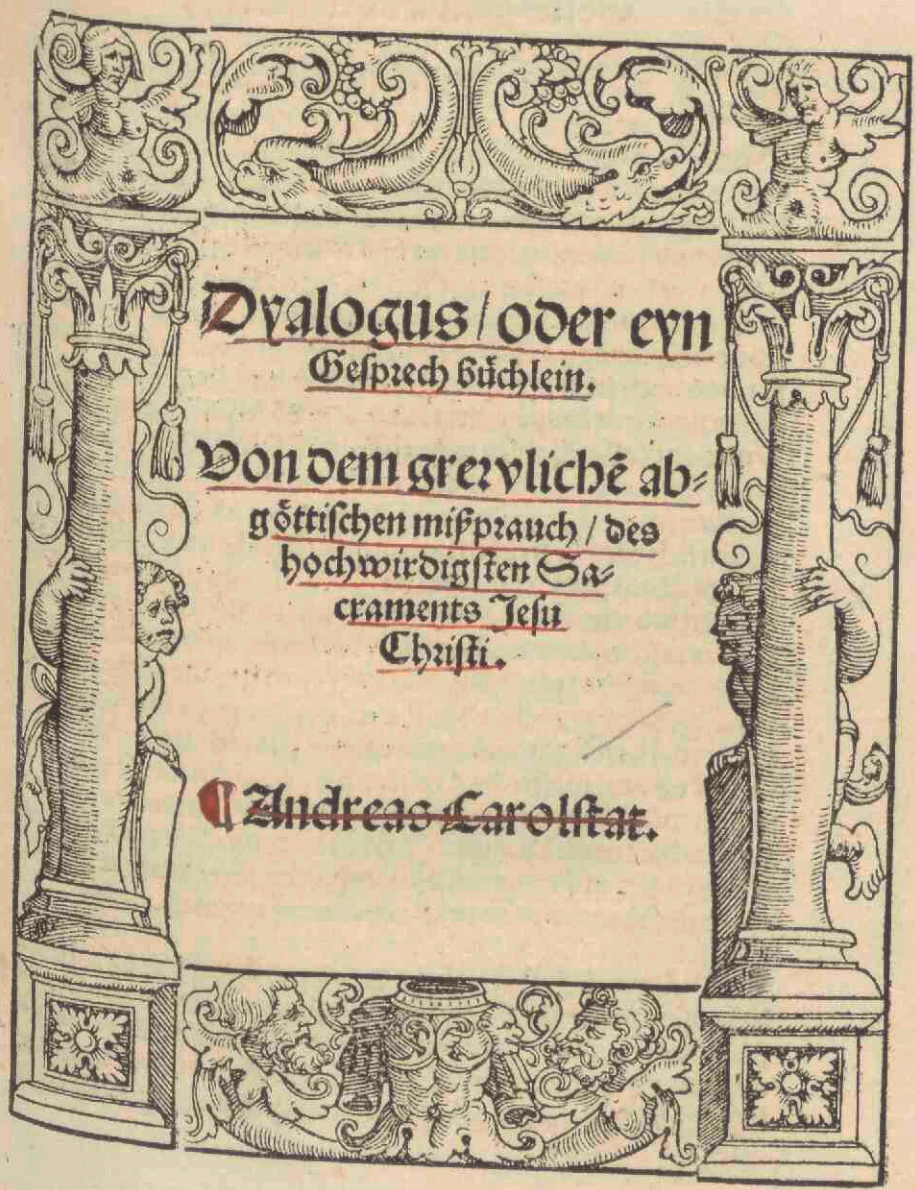 Dyalogus / oder eyn
Gesprech büchlein.
Von dem grewlichē ab⸗
göttischen mißprauch / des
hochwirdigsten Sa⸗
craments Jesu
Christi.
¶ Andreas Carolstat.